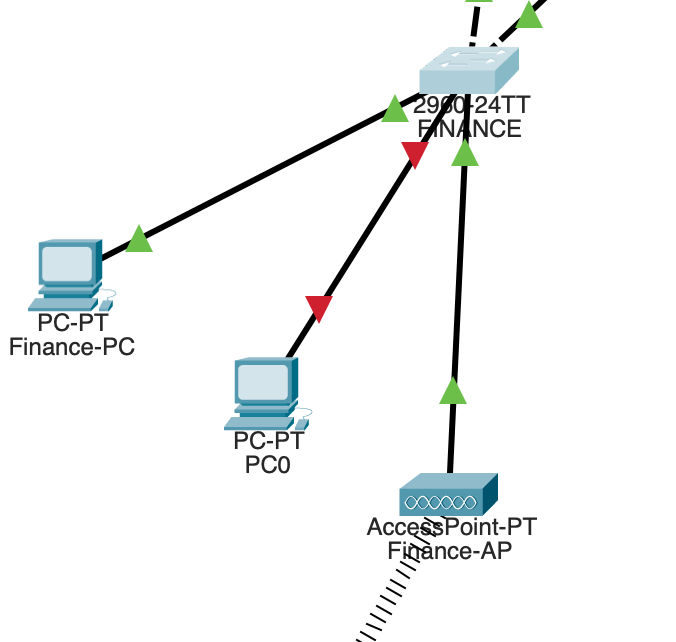 2960-24TT
FINANCE
PC-PT
Finance-PC
PC-PT
PC0
AccessPoint-PT
Finance-AP